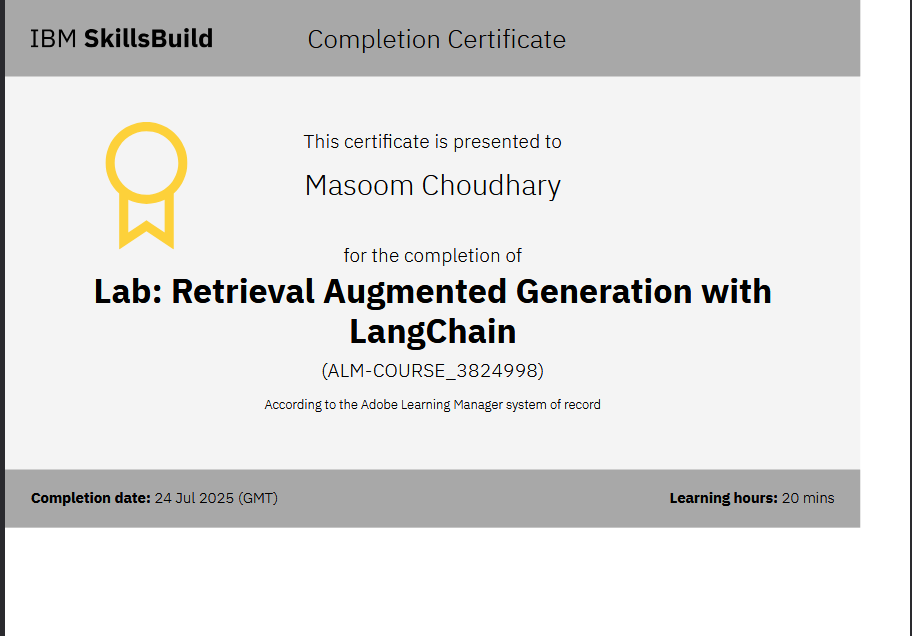 IBM SkillsBuild
Completion Certificate
This certificate is presented to
Masoom Choudhary
for the completion of
Lab: Retrieval Augmented Generation with
LangChain
(ALM-COURSE_3824998)
According to the Adobe Learning Manager system of record
Completion date: 24 Jul 2025 (GMT)
Learning hours: 20 mins